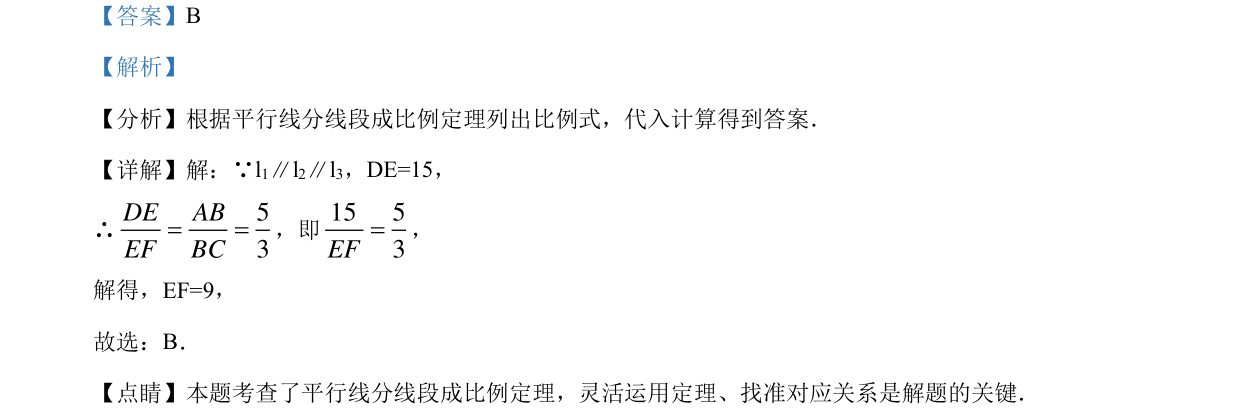 【答案】B
【解析】
【分析】根据平行线分线段成比例定理列出比例式，代入计算得到答案．
【详解】解：∵l₁∥l₂∥l₃，DE=15，
∴DE/EF=AB/BC=5/3，即15/EF=5/3，
解得，EF=9，
故选：B．
【点睛】本题考查了平行线分线段成比例定理，灵活运用定理、找准对应关系是解题的关键．